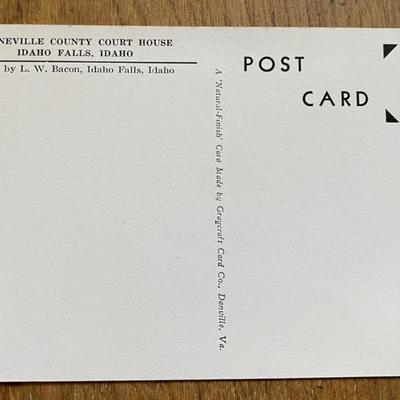 NEVILLE COUNTY COURT HOUSE
IDAHO FALLS, IDAHO
by L. W. Bacon, Idaho Falls, Idaho
A 'Natural-Finish' Card Made by Graycraft Card Co., Danville, Va.
POST
CARD